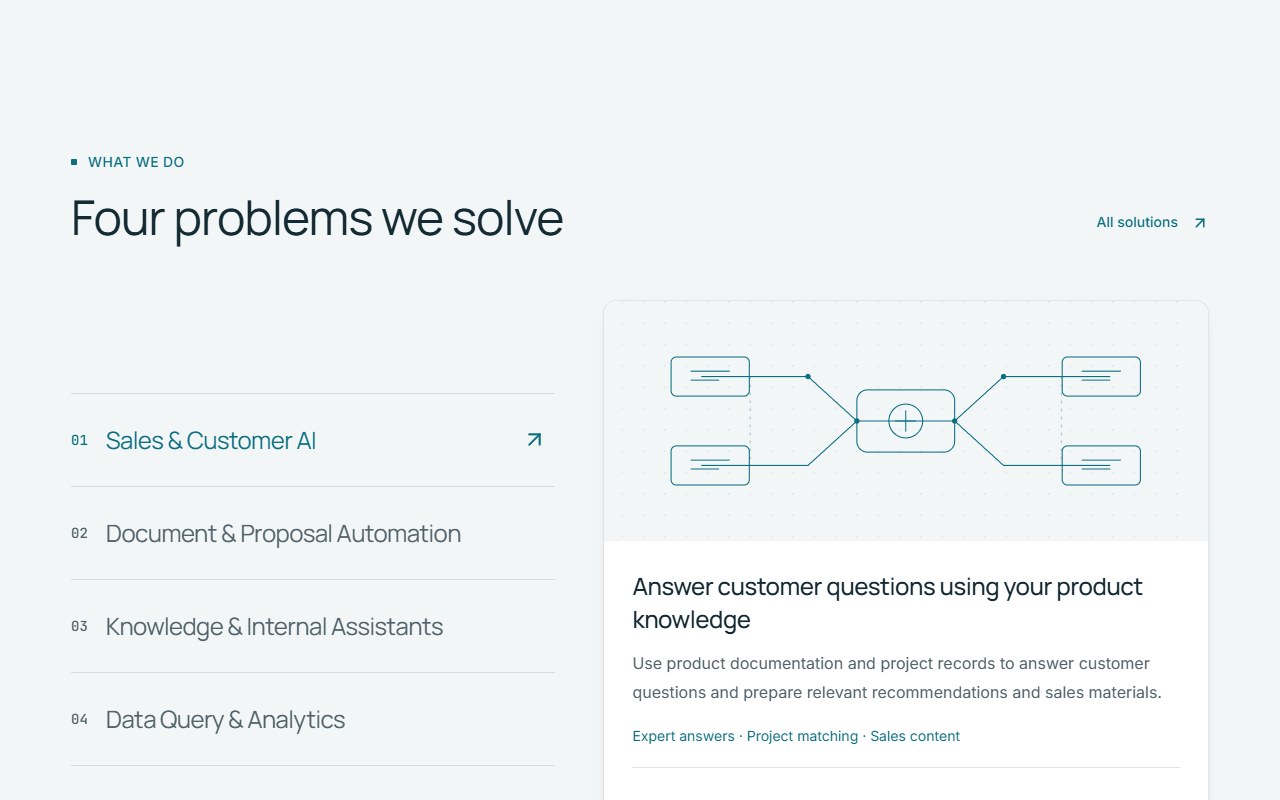 WHAT WE DO
Four problems we solve
All solutions
01 Sales & Customer AI
02 Document & Proposal Automation
03 Knowledge & Internal Assistants
04 Data Query & Analytics
Answer customer questions using your product
knowledge
Use product documentation and project records to answer customer
questions and prepare relevant recommendations and sales materials.
Expert answers · Project matching · Sales content